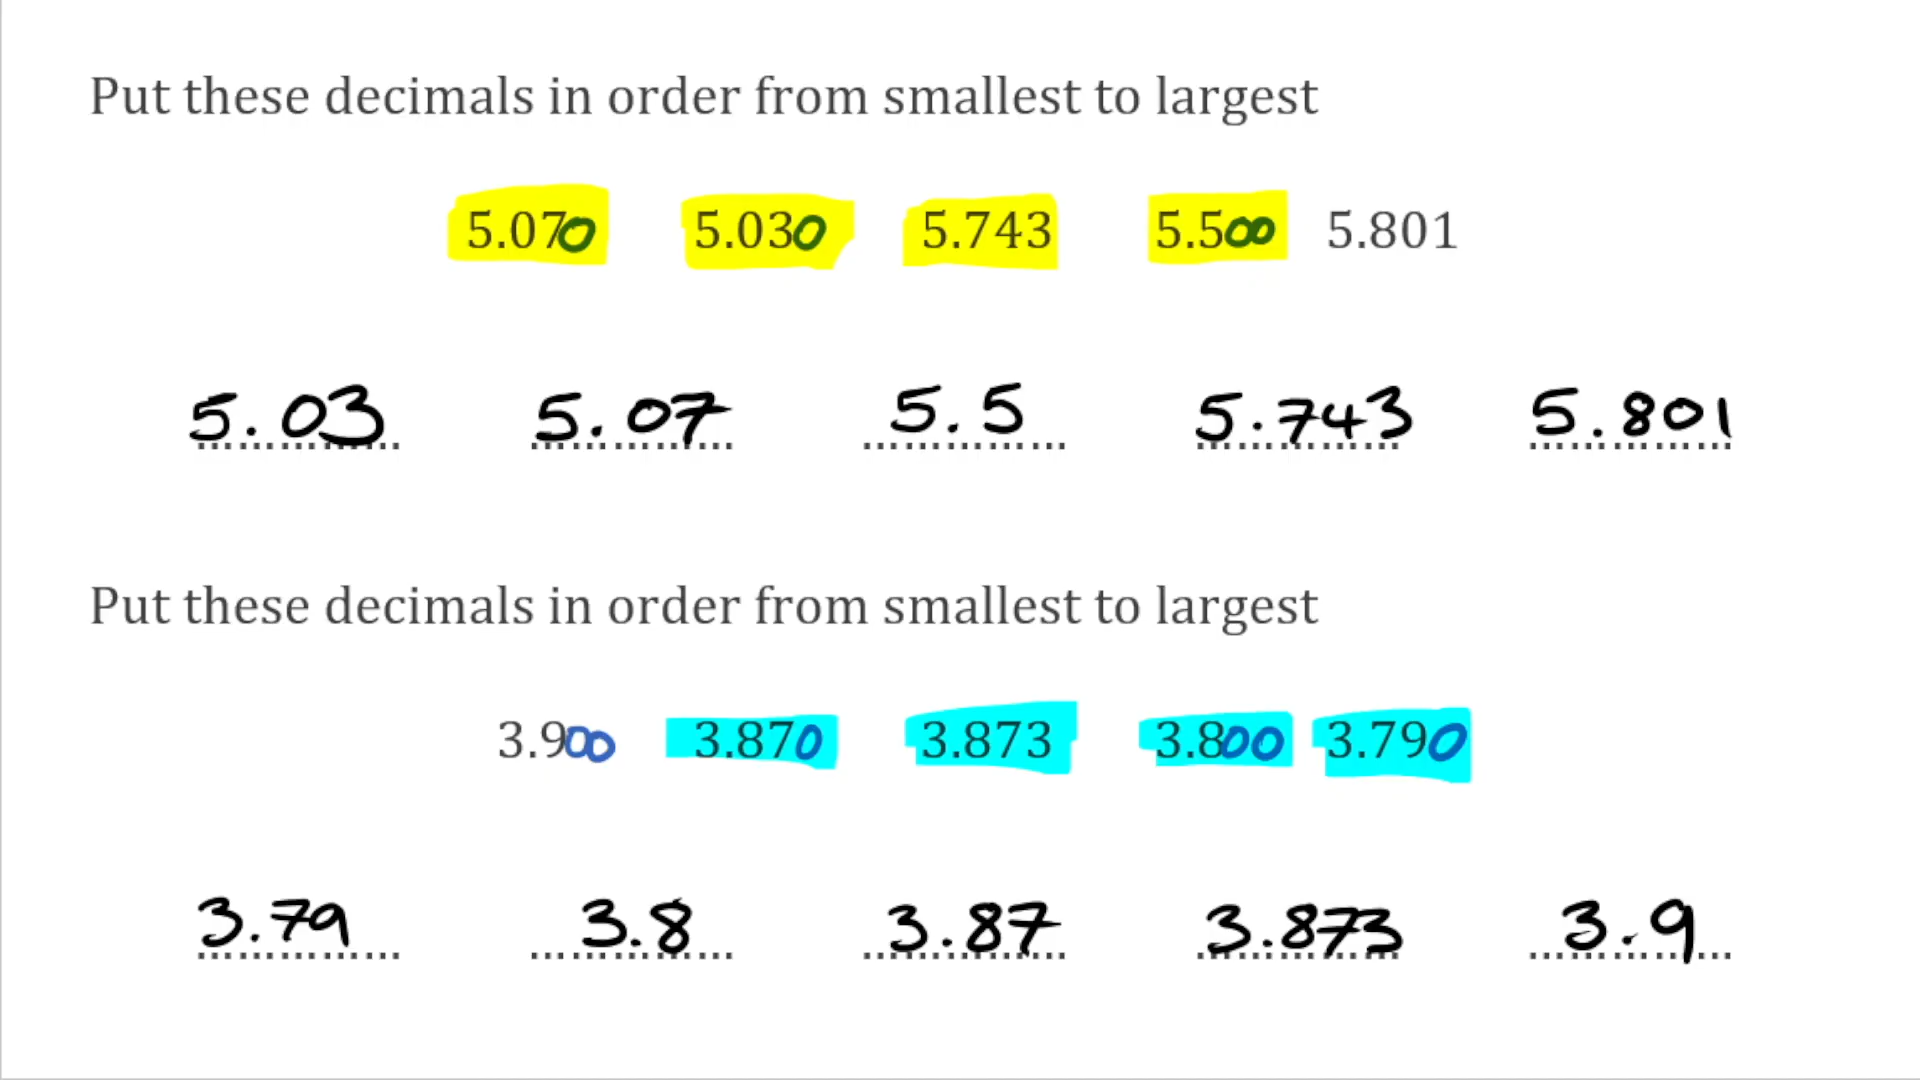 Put these decimals in order from smallest to largest
5.070 5.030 5.743 5.500 5.801
5.03 5.07 5.5 5.743 5.801
Put these decimals in order from smallest to largest
3.900 3.870 3.873 3.800 3.790
3.79 3.8 3.87 3.873 3.9